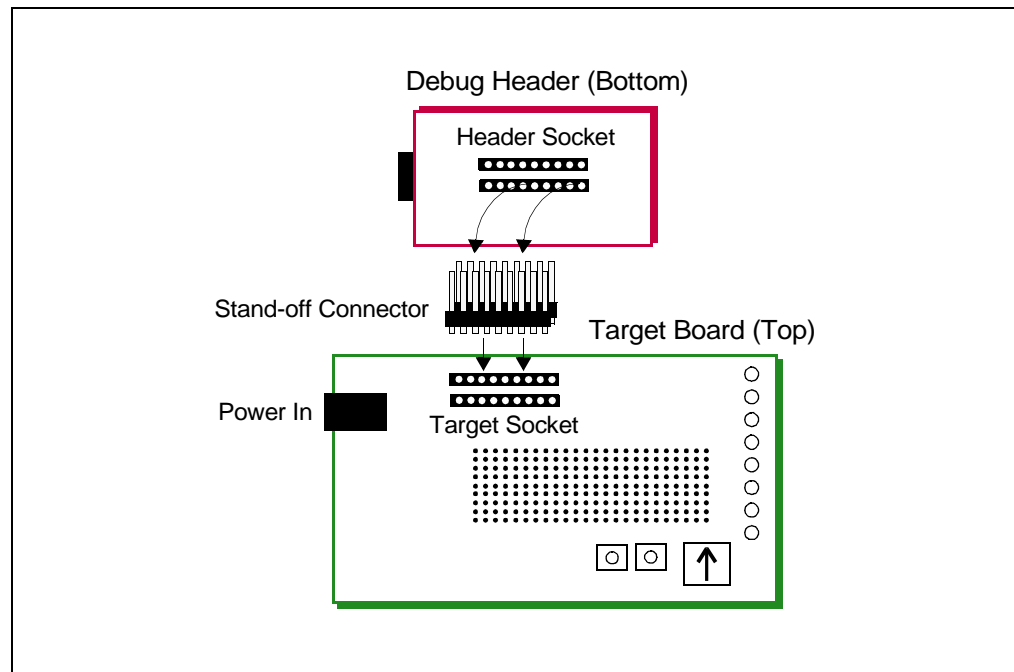 Debug Header (Bottom)
Header Socket
Stand-off Connector
Target Board (Top)
Power In
Target Socket